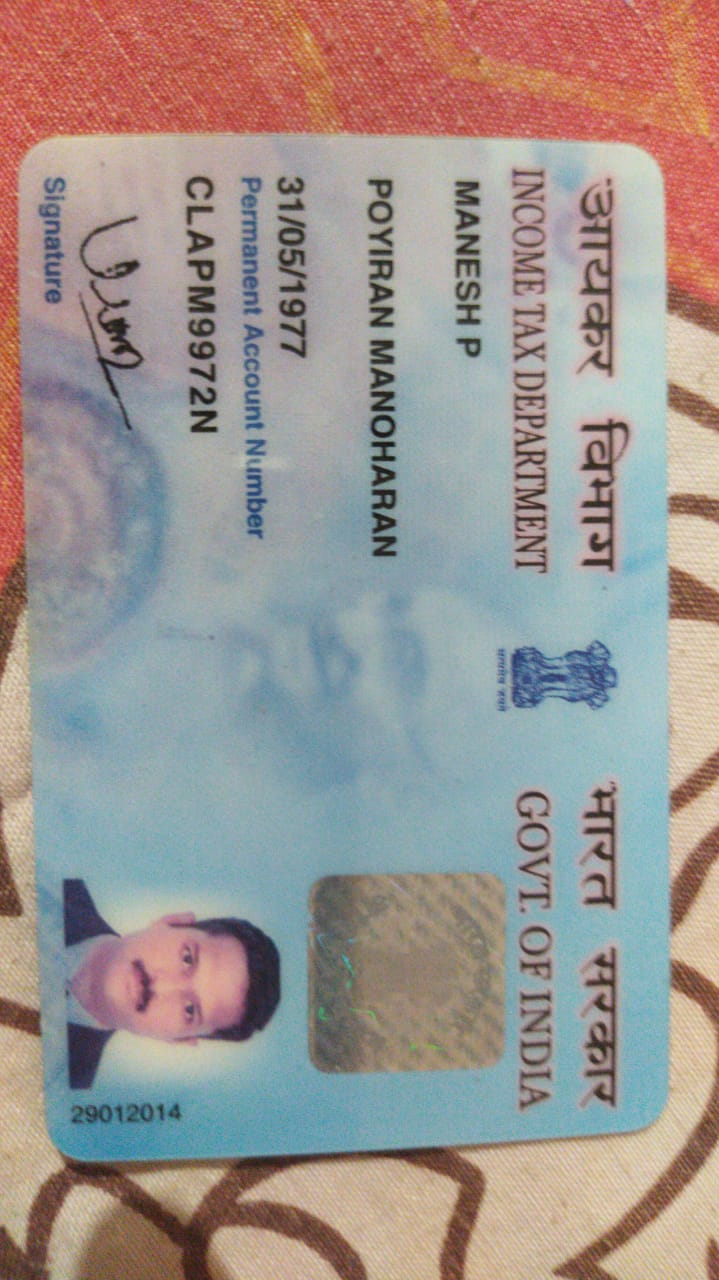 आयकर विभाग
INCOME TAX DEPARTMENT
भारत सरकार
GOVT. OF INDIA
सत्यमेव जयते
MANESH P
POYIRAN MANOHARAN
31/05/1977
Permanent Account Number
CLAPM9972N
Signature
29012014